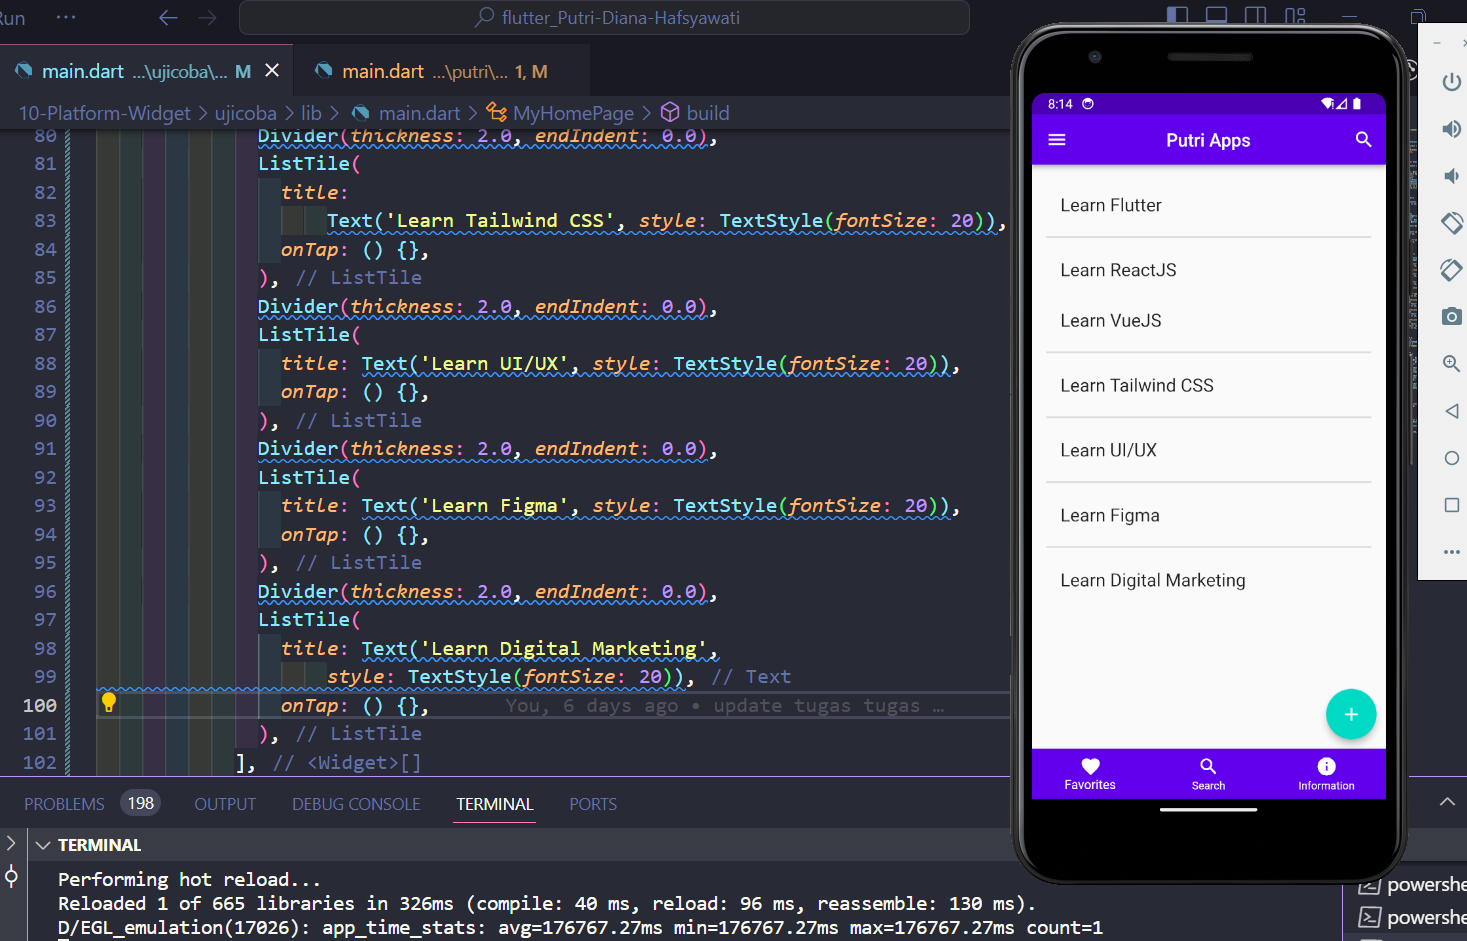 Run ··· flutter_Putri-Diana-Hafsyawati
main.dart ...\ujicoba\... M main.dart ...\putri\... 1, M
10-Platform-Widget > ujicoba > lib > main.dart > MyHomePage > build
80 Divider(thickness: 2.0, endIndent: 0.0),
81 ListTile(
82 title:
83 Text('Learn Tailwind CSS', style: TextStyle(fontSize: 20)),
84 onTap: () {},
85 ), // ListTile
86 Divider(thickness: 2.0, endIndent: 0.0),
87 ListTile(
88 title: Text('Learn UI/UX', style: TextStyle(fontSize: 20)),
89 onTap: () {},
90 ), // ListTile
91 Divider(thickness: 2.0, endIndent: 0.0),
92 ListTile(
93 title: Text('Learn Figma', style: TextStyle(fontSize: 20)),
94 onTap: () {},
95 ), // ListTile
96 Divider(thickness: 2.0, endIndent: 0.0),
97 ListTile(
98 title: Text('Learn Digital Marketing',
99 style: TextStyle(fontSize: 20)), // Text
100 onTap: () {}, You, 6 days ago • update tugas tugas …
101 ), // ListTile
102 ], // <Widget>[]
PROBLEMS 198 OUTPUT DEBUG CONSOLE TERMINAL PORTS
TERMINAL
Performing hot reload...
Reloaded 1 of 665 libraries in 326ms (compile: 40 ms, reload: 96 ms, reassemble: 130 ms).
D/EGL_emulation(17026): app_time_stats: avg=176767.27ms min=176767.27ms max=176767.27ms count=1
powershe
powershe
8:14
Putri Apps
Learn Flutter
Learn ReactJS
Learn VueJS
Learn Tailwind CSS
Learn UI/UX
Learn Figma
Learn Digital Marketing
+
Favorites Search Information